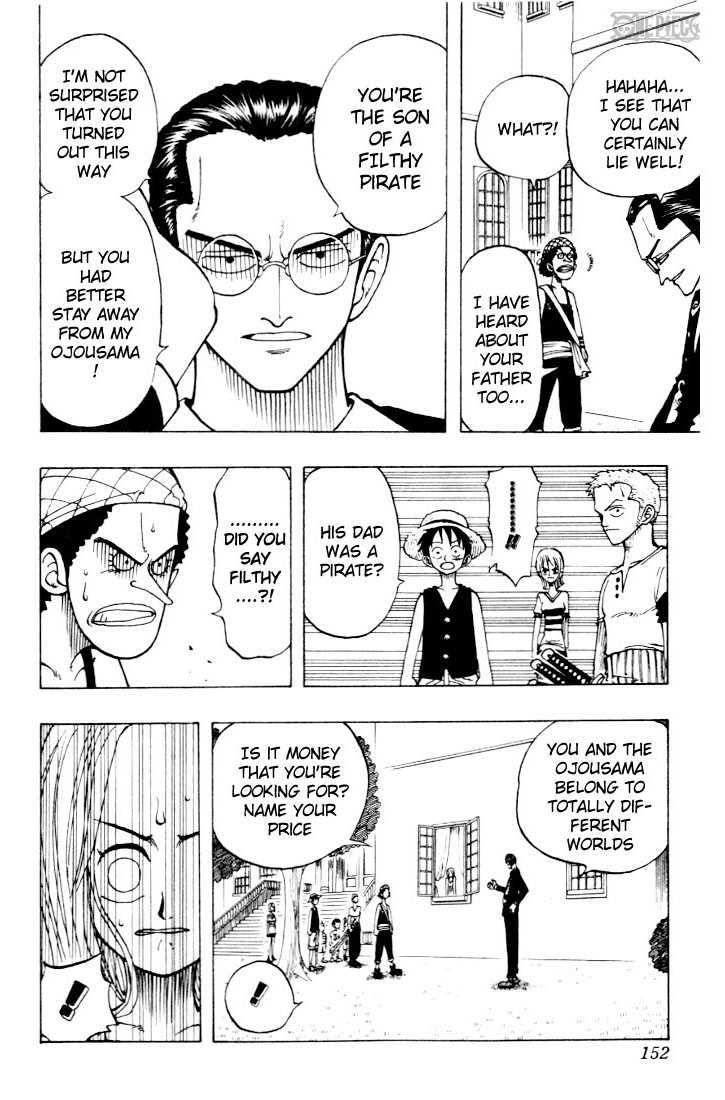 ONE PIECE
HAHAHA...
I SEE THAT
YOU CAN
CERTAINLY
LIE WELL!
WHAT?!
I HAVE
HEARD
ABOUT
YOUR
FATHER
TOO...
YOU'RE
THE SON
OF A
FILTHY
PIRATE
I'M NOT
SURPRISED
THAT YOU
TURNED
OUT THIS
WAY
BUT YOU
HAD
BETTER
STAY AWAY
FROM MY
OJOUSAMA
!
........!!
HIS DAD
WAS A
PIRATE?
.........
DID YOU
SAY
FILTHY
....?!
YOU AND THE
OJOUSAMA
BELONG TO
TOTALLY DIF-
FERENT
WORLDS
IS IT MONEY
THAT YOU'RE
LOOKING FOR?
NAME YOUR
PRICE
!
!
152